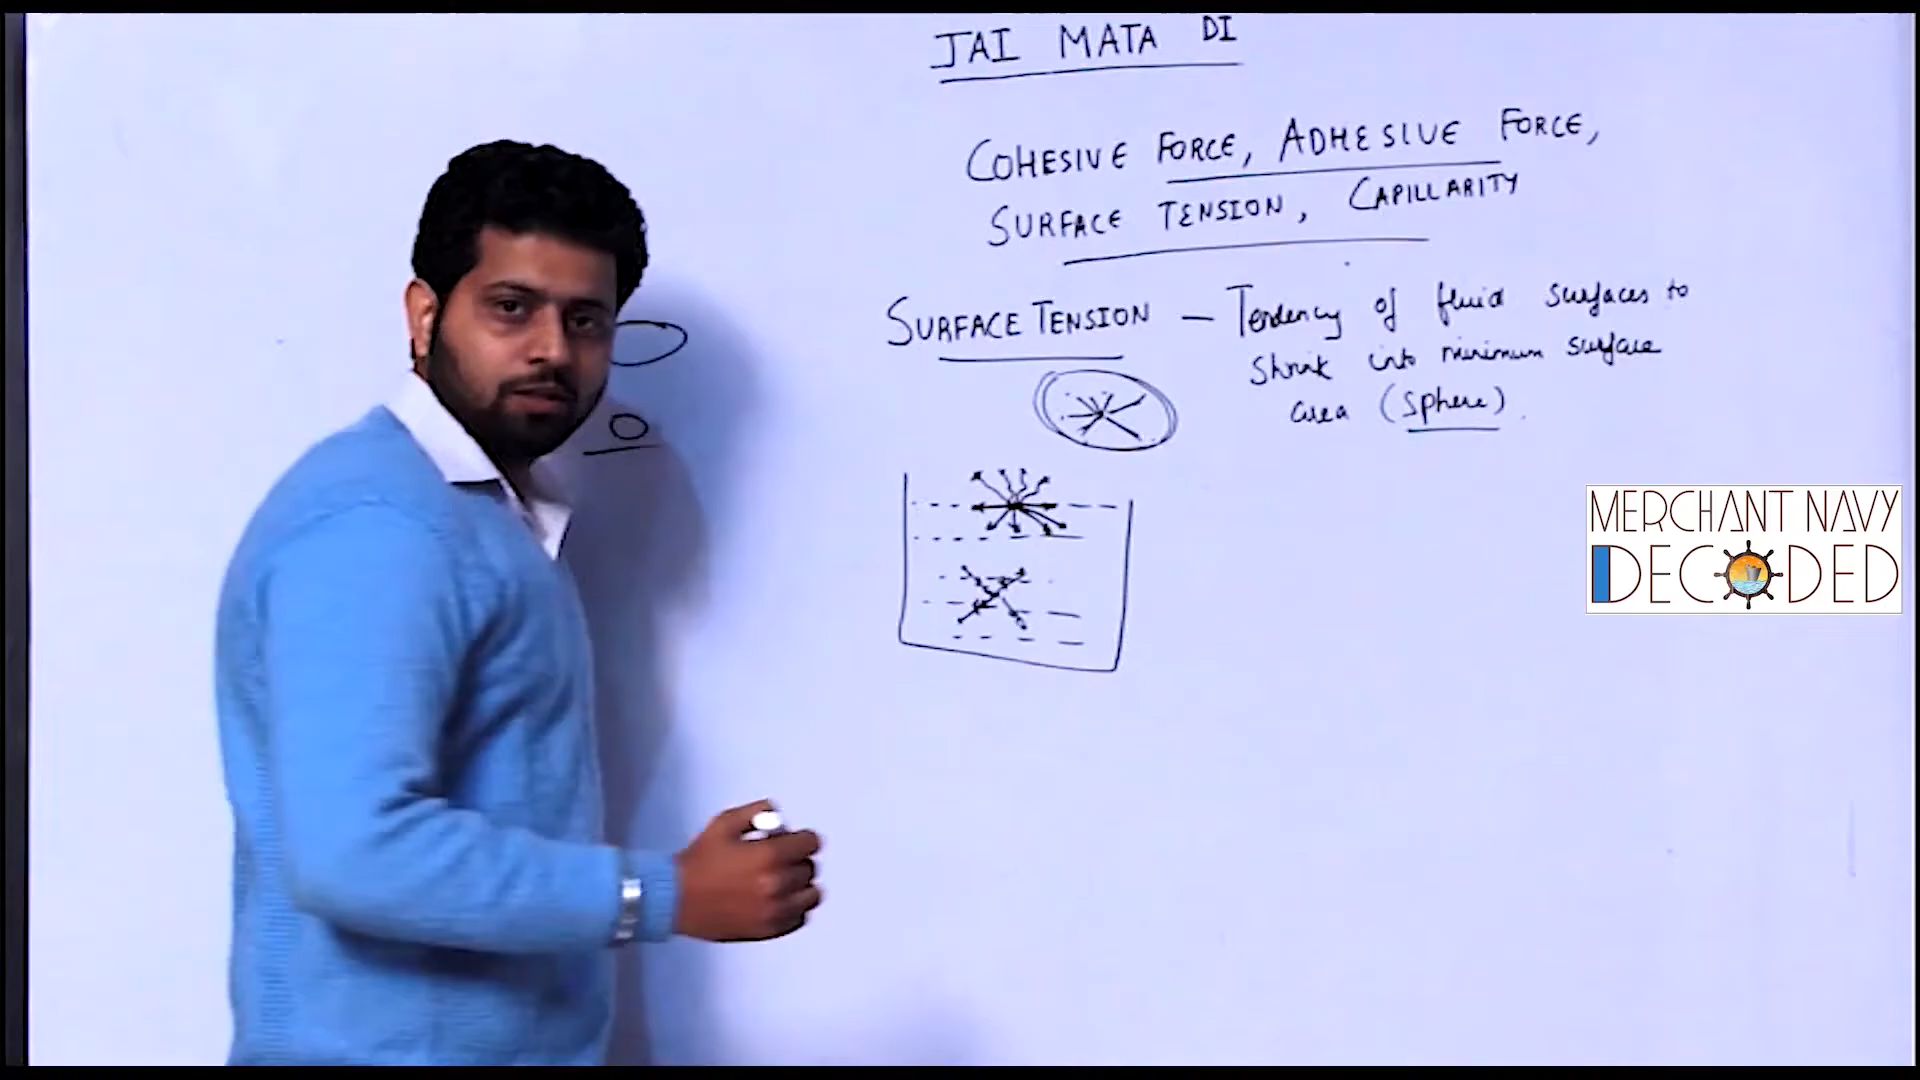 JAI MATA DI
COHESIVE FORCE, ADHESIVE FORCE,
SURFACE TENSION, CAPILLARITY
SURFACE TENSION — Tendency of fluid surfaces to
shrink into minimum surface
area (sphere).
MERCHANT NAVY
DECODED